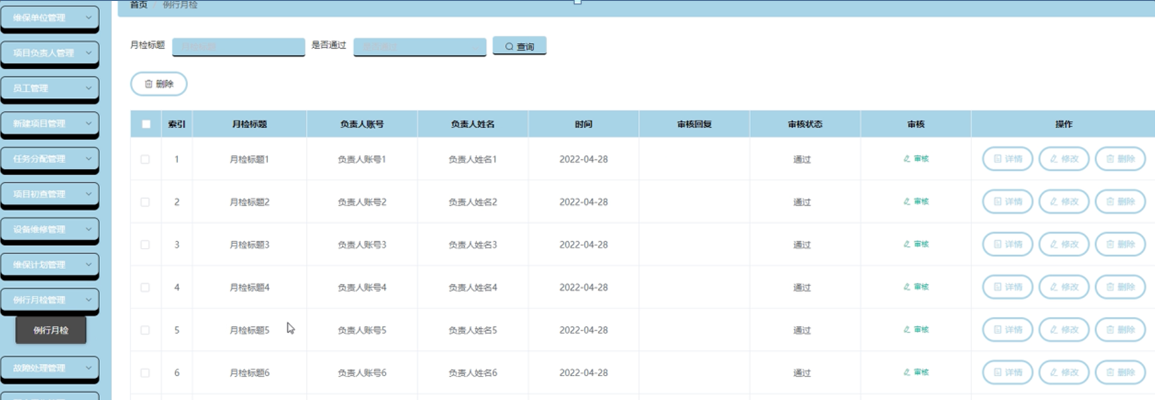 首页 例行月检
维保单位管理
项目负责人管理
员工管理
新建项目管理
任务分配管理
项目初查管理
设备维修管理
维保计划管理
例行月检管理
例行月检
故障处理管理
月检标题 是否通过 查询
删除
索引 月检标题 负责人账号 负责人姓名 时间 审核回复 审核状态 审核 操作
1 月检标题1 负责人账号1 负责人姓名1 2022-04-28 通过 审核 详情 修改 删除
2 月检标题2 负责人账号2 负责人姓名2 2022-04-28 通过 审核 详情 修改 删除
3 月检标题3 负责人账号3 负责人姓名3 2022-04-28 通过 审核 详情 修改 删除
4 月检标题4 负责人账号4 负责人姓名4 2022-04-28 通过 审核 详情 修改 删除
5 月检标题5 负责人账号5 负责人姓名5 2022-04-28 通过 审核 详情 修改 删除
6 月检标题6 负责人账号6 负责人姓名6 2022-04-28 通过 审核 详情 修改 删除